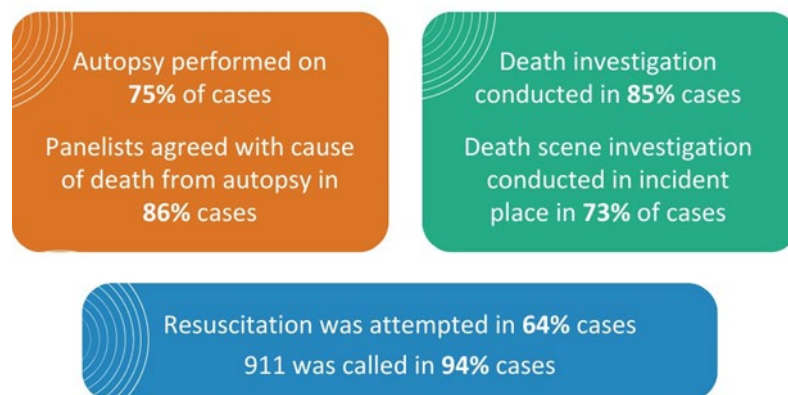 Autopsy performed on
75% of cases
Panelists agreed with cause
of death from autopsy in
86% cases
Death investigation
conducted in 85% cases
Death scene investigation
conducted in incident
place in 73% of cases
Resuscitation was attempted in 64% cases
911 was called in 94% cases